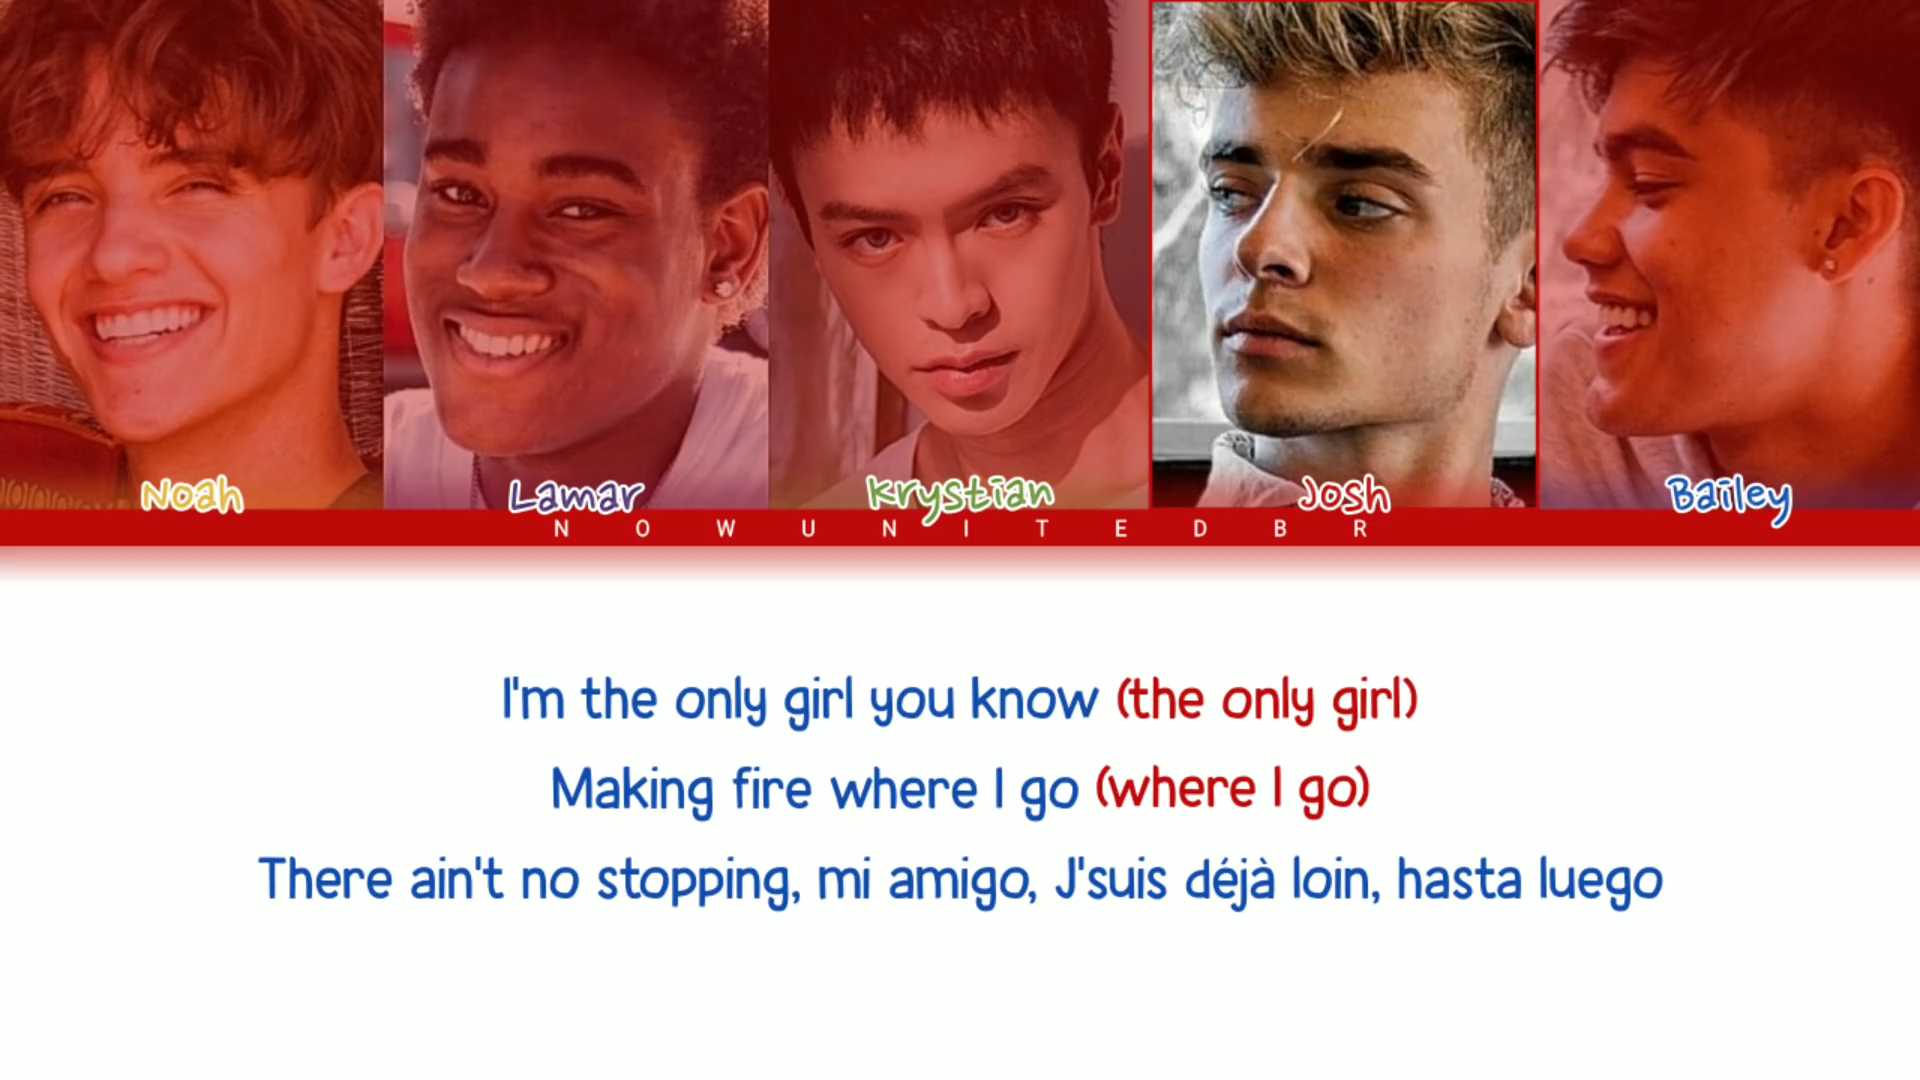 Noah Lamar Krystian Josh Bailey
NOWUNITEDBR
I'm the only girl you know (the only girl)
Making fire where I go (where I go)
There ain't no stopping, mi amigo, J'suis déjà loin, hasta luego